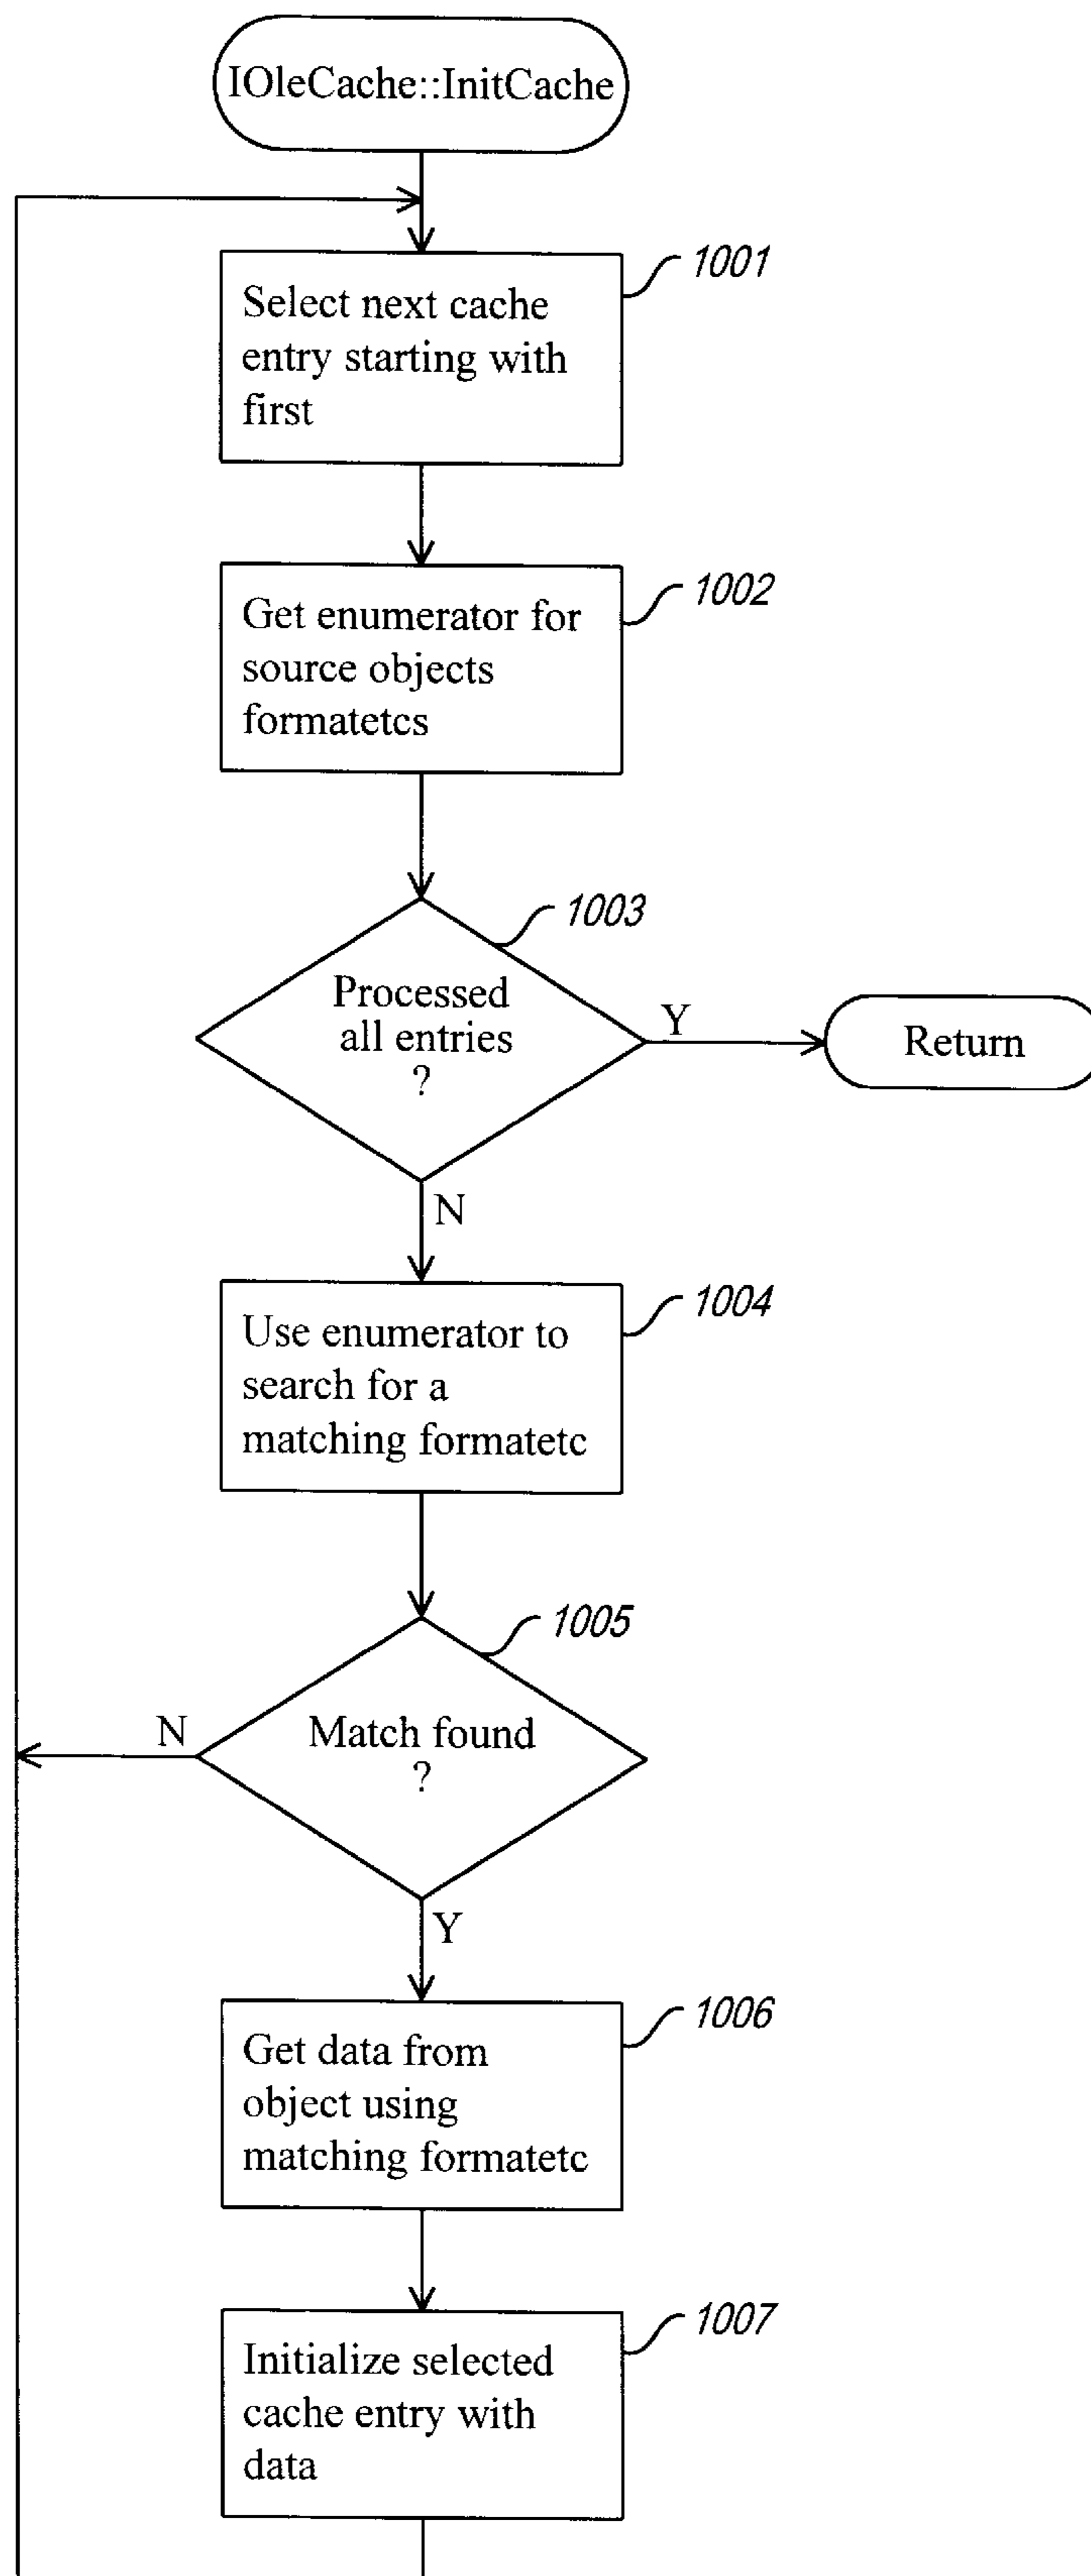 IOleCache::InitCache
1001
Select next cache
entry starting with
first
1002
Get enumerator for
source objects
formatetcs
1003
Processed
all entries
?
Y
Return
N
1004
Use enumerator to
search for a
matching formatetc
1005
Match found
?
N
Y
1006
Get data from
object using
matching formatetc
1007
Initialize selected
cache entry with
data